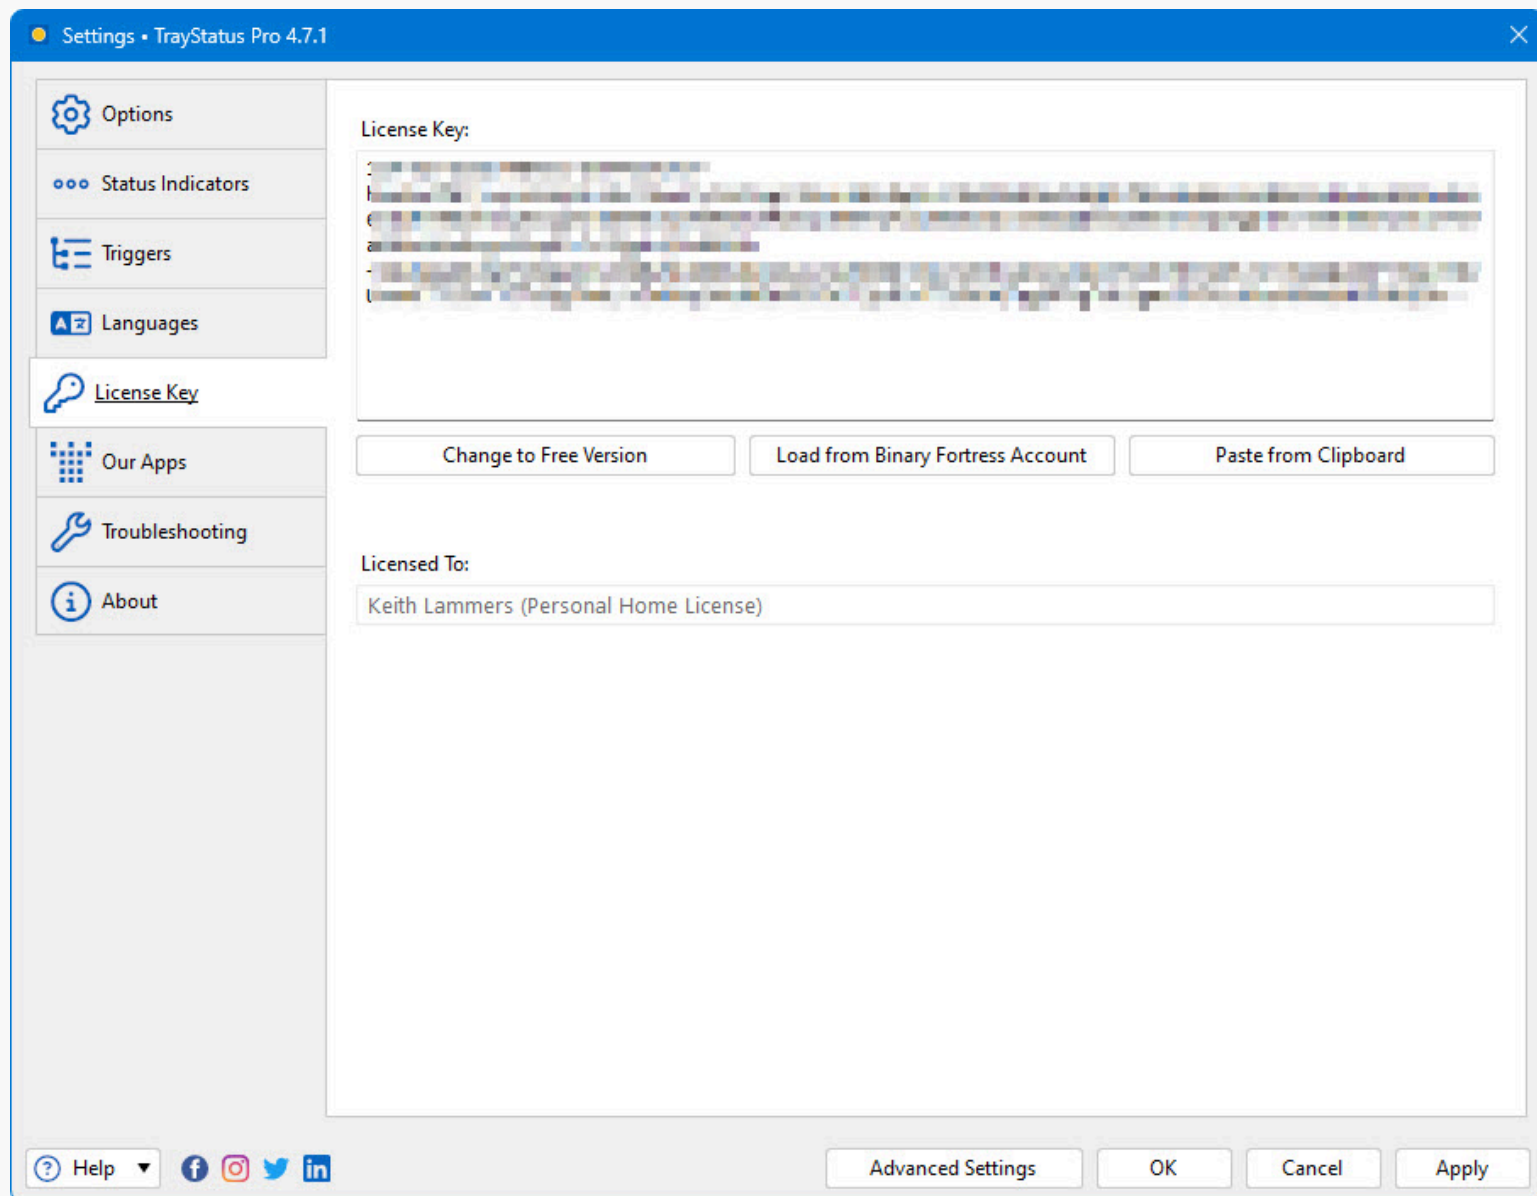 Settings • TrayStatus Pro 4.7.1
Options
Status Indicators
Triggers
Languages
License Key
Our Apps
Troubleshooting
About
License Key:
Change to Free Version
Load from Binary Fortress Account
Paste from Clipboard
Licensed To:
Keith Lammers (Personal Home License)
Help
Advanced Settings
OK
Cancel
Apply